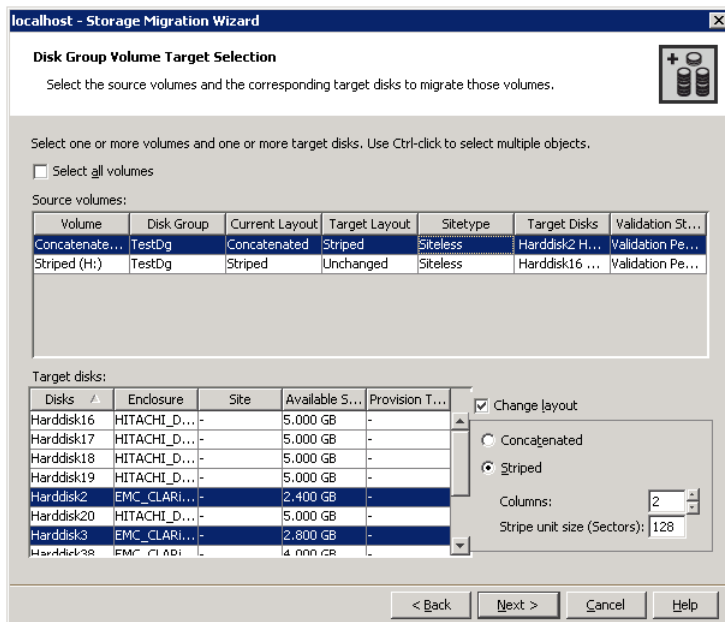 localhost - Storage Migration Wizard
Disk Group Volume Target Selection
Select the source volumes and the corresponding target disks to migrate those volumes.
Select one or more volumes and one or more target disks. Use Ctrl-click to select multiple objects.
Select all volumes
Source volumes:
Volume Disk Group Current Layout Target Layout Sitetype Target Disks Validation St...
Concatenate... TestDg Concatenated Striped Siteless Harddisk2 H... Validation Pe...
Striped (H:) TestDg Striped Unchanged Siteless Harddisk16 ... Validation Pe...
Target disks:
Disks Enclosure Site Available S... Provision T...
Harddisk16 HITACHI_D... - 5.000 GB -
Harddisk17 HITACHI_D... - 5.000 GB -
Harddisk18 HITACHI_D... - 5.000 GB -
Harddisk19 HITACHI_D... - 5.000 GB -
Harddisk2 EMC_CLARi... - 2.400 GB -
Harddisk20 HITACHI_D... - 5.000 GB -
Harddisk3 EMC_CLARi... - 2.800 GB -
Harddisk38 EMC_CLARi... - 4.000 GB -
Change layout
Concatenated
Striped
Columns: 2
Stripe unit size (Sectors): 128
< Back Next > Cancel Help